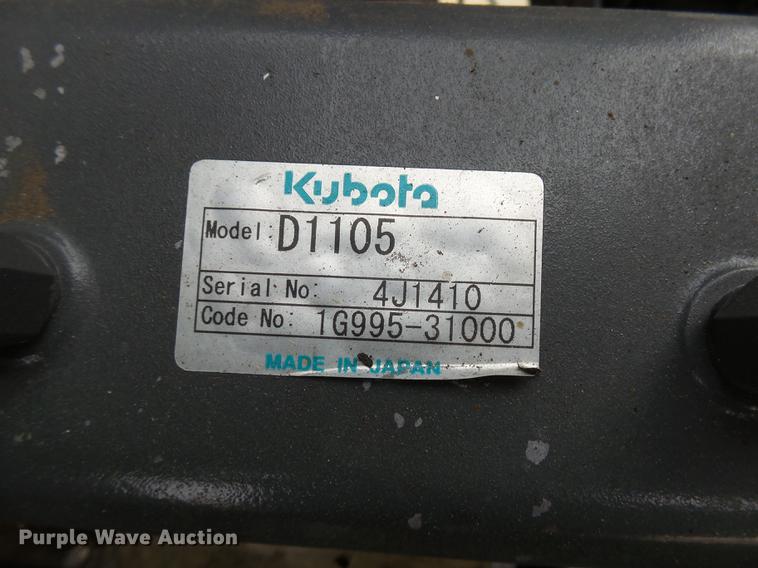 Kubota
Model: D1105
Serial No: 4J1410
Code No: 1G995-31000
MADE IN JAPAN
Purple Wave Auction